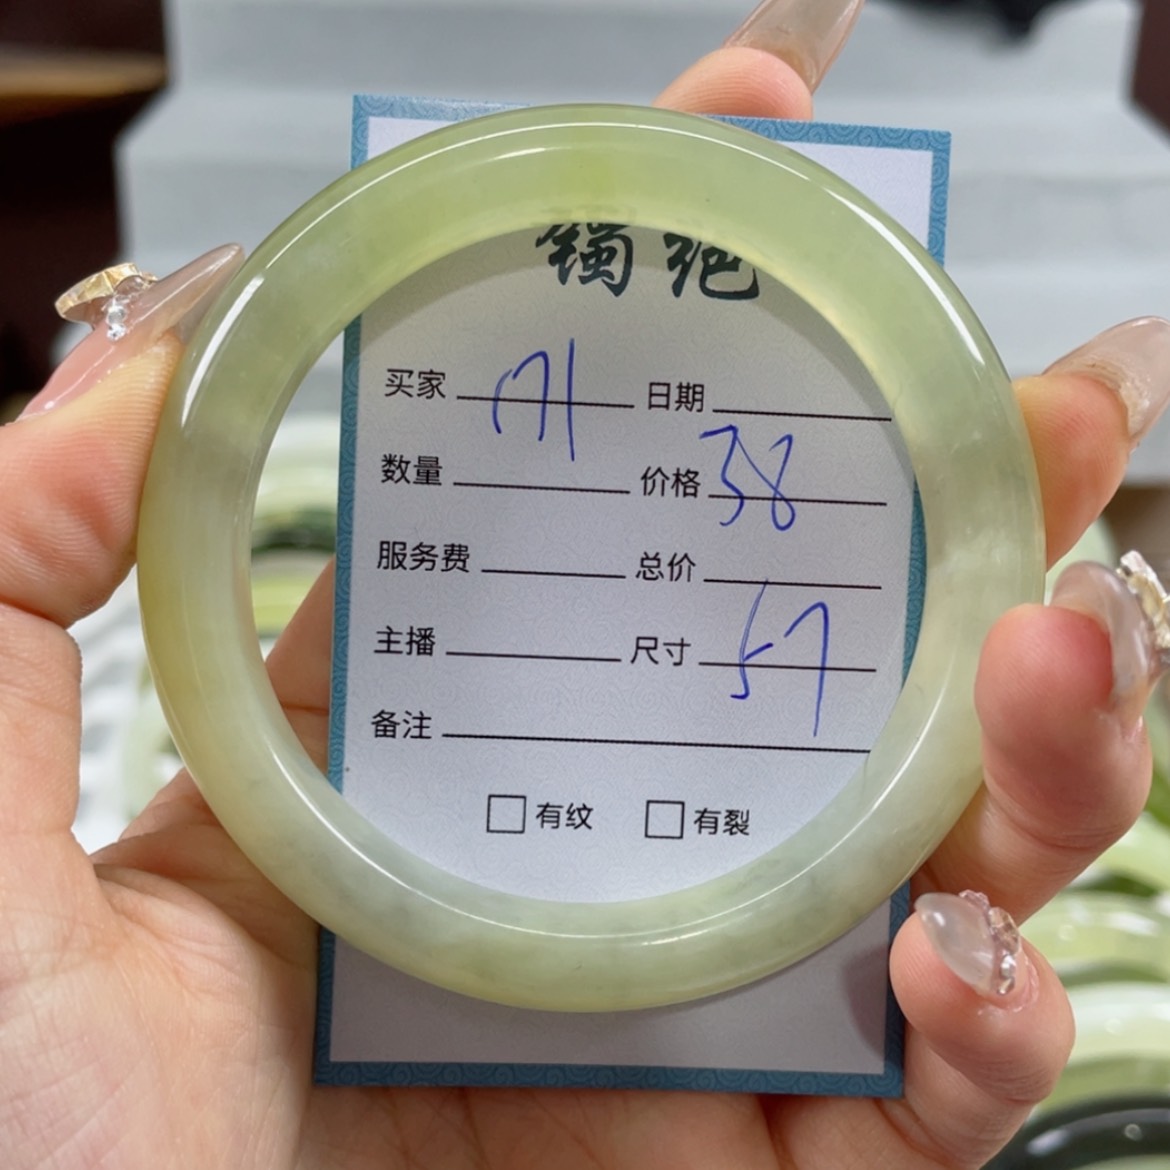 镯
买家 171 日期
数量 价格 38
服务费 总价
主播 尺寸 57
备注
有纹 有裂